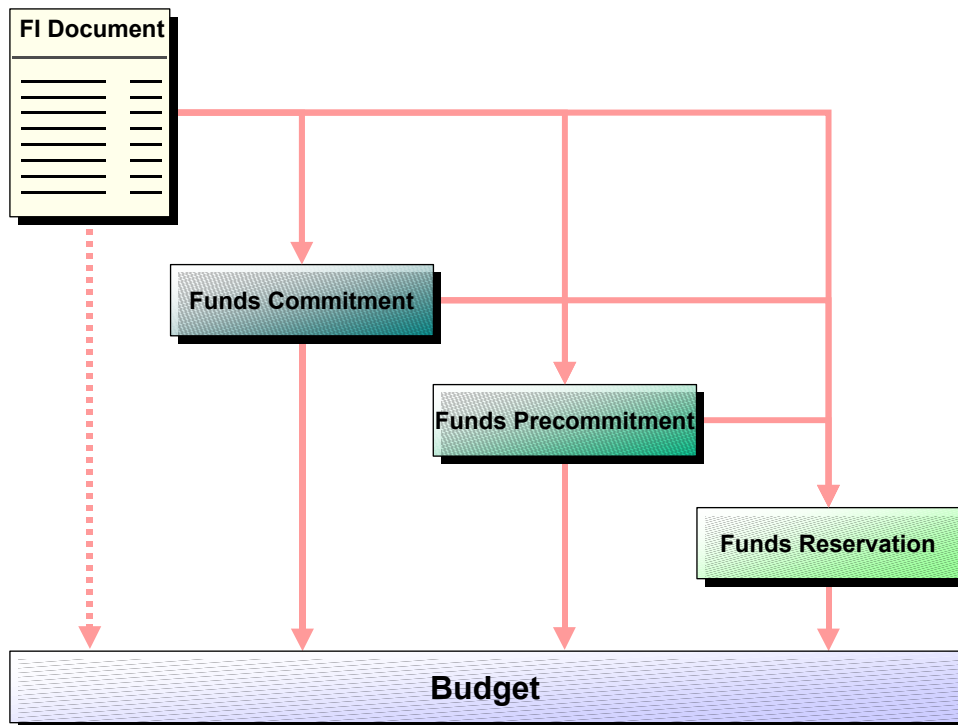 FI Document
Funds Commitment
Funds Precommitment
Funds Reservation
Budget